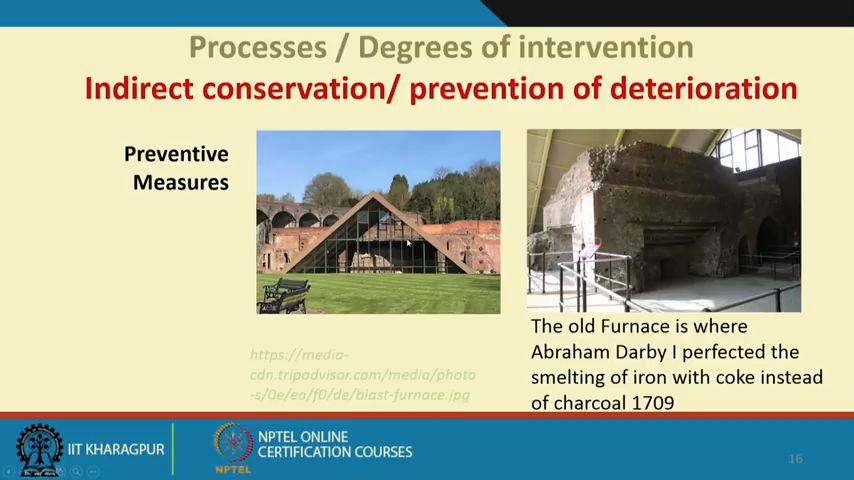 Processes / Degrees of intervention
Indirect conservation/ prevention of deterioration
Preventive
Measures
https://media-
cdn.tripadvisor.com/media/photo
-s/0e/ea/f0/de/blast-furnace.jpg
The old Furnace is where
Abraham Darby I perfected the
smelting of iron with coke instead
of charcoal 1709
IIT KHARAGPUR
NPTEL
NPTEL ONLINE
CERTIFICATION COURSES
16